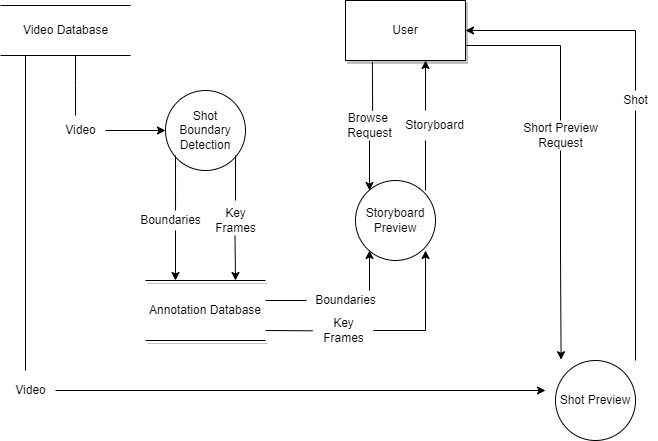 Video Database
User
Shot
Video
Shot
Boundary
Detection
Browse
Request
Storyboard
Short Preview
Request
Boundaries
Key
Frames
Storyboard
Preview
Annotation Database
Boundaries
Key
Frames
Video
Shot Preview